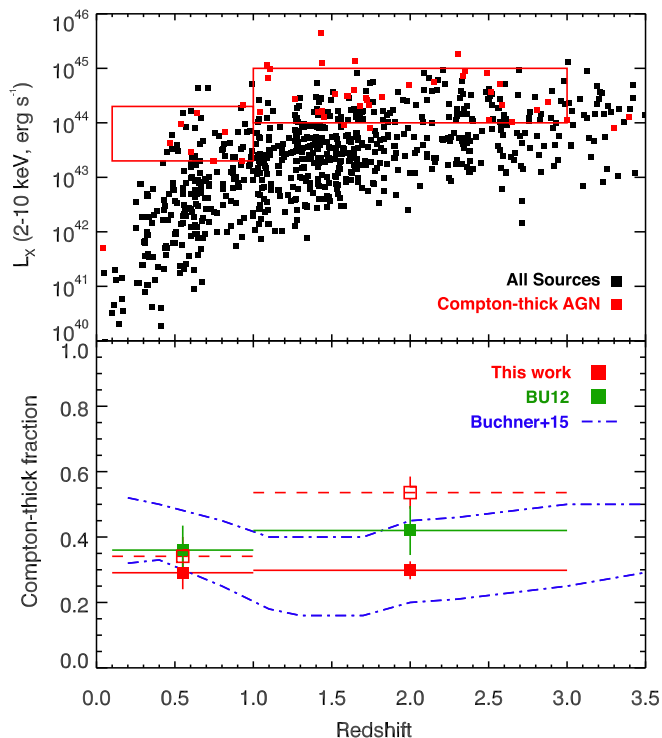 10^46
10^45
10^44
10^43
10^42
10^41
10^40
L_X (2-10 keV, erg s^-1)
All Sources
Compton-thick AGN
1.0
0.8
0.6
0.4
0.2
0.0
Compton-thick fraction
This work
BU12
Buchner+15
0.0 0.5 1.0 1.5 2.0 2.5 3.0 3.5
Redshift